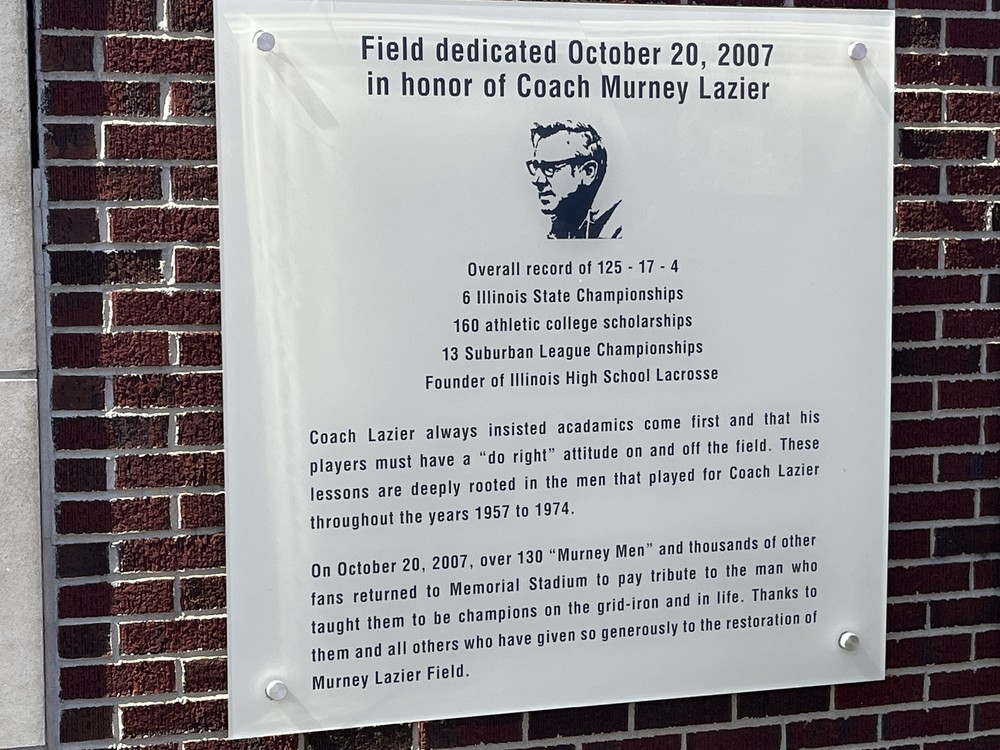 Field dedicated October 20, 2007
in honor of Coach Murney Lazier
Overall record of 125 - 17 - 4
6 Illinois State Championships
160 athletic college scholarships
13 Suburban League Championships
Founder of Illinois High School Lacrosse
Coach Lazier always insisted acadamics come first and that his
players must have a “do right” attitude on and off the field. These
lessons are deeply rooted in the men that played for Coach Lazier
throughout the years 1957 to 1974.
On October 20, 2007, over 130 “Murney Men” and thousands of other
fans returned to Memorial Stadium to pay tribute to the man who
taught them to be champions on the grid-iron and in life. Thanks to
them and all others who have given so generously to the restoration of
Murney Lazier Field.